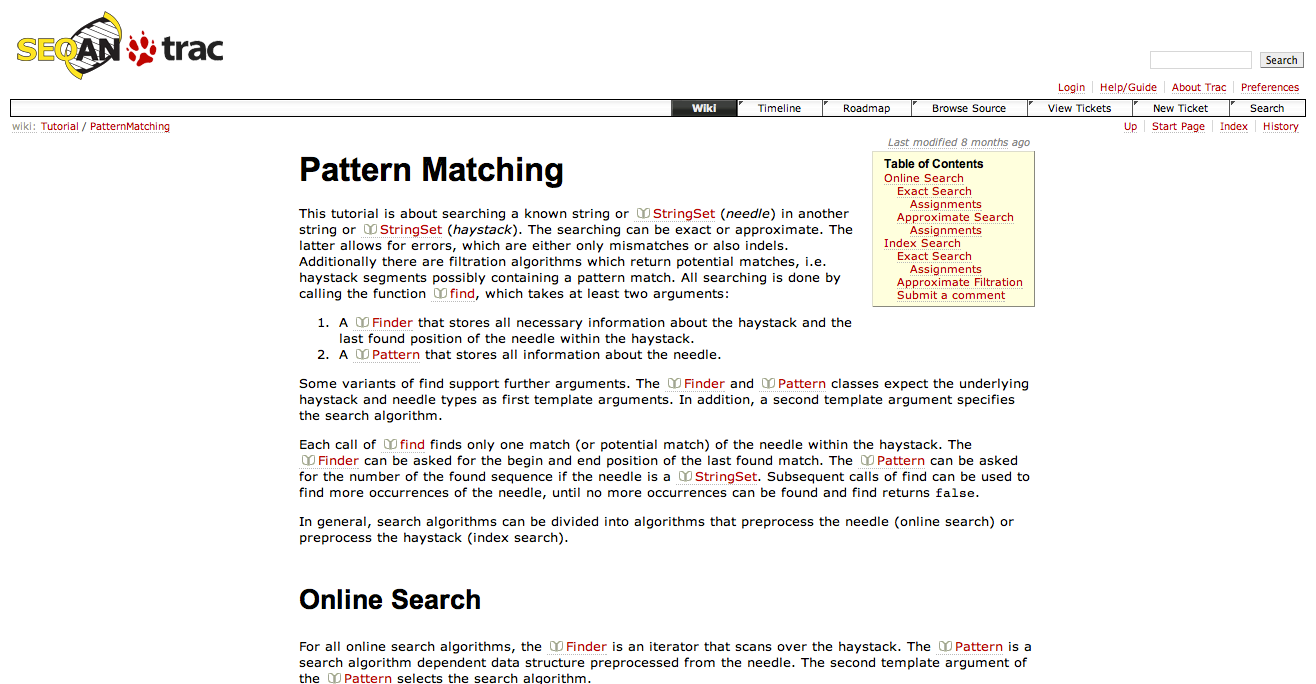 SEQAN trac
Search
Login Help/Guide About Trac Preferences
Wiki Timeline Roadmap Browse Source View Tickets New Ticket Search
wiki: Tutorial / PatternMatching
Up Start Page Index History
Last modified 8 months ago
Table of Contents
Online Search
Exact Search
Assignments
Approximate Search
Assignments
Index Search
Exact Search
Assignments
Approximate Filtration
Submit a comment
Pattern Matching
This tutorial is about searching a known string or StringSet (needle) in another
string or StringSet (haystack). The searching can be exact or approximate. The
latter allows for errors, which are either only mismatches or also indels.
Additionally there are filtration algorithms which return potential matches, i.e.
haystack segments possibly containing a pattern match. All searching is done by
calling the function find, which takes at least two arguments:
1. A Finder that stores all necessary information about the haystack and the
last found position of the needle within the haystack.
2. A Pattern that stores all information about the needle.
Some variants of find support further arguments. The Finder and Pattern classes expect the underlying
haystack and needle types as first template arguments. In addition, a second template argument specifies
the search algorithm.
Each call of find finds only one match (or potential match) of the needle within the haystack. The
Finder can be asked for the begin and end position of the last found match. The Pattern can be asked
for the number of the found sequence if the needle is a StringSet. Subsequent calls of find can be used to
find more occurrences of the needle, until no more occurrences can be found and find returns false.
In general, search algorithms can be divided into algorithms that preprocess the needle (online search) or
preprocess the haystack (index search).
Online Search
For all online search algorithms, the Finder is an iterator that scans over the haystack. The Pattern is a
search algorithm dependent data structure preprocessed from the needle. The second template argument of
the Pattern selects the search algorithm.